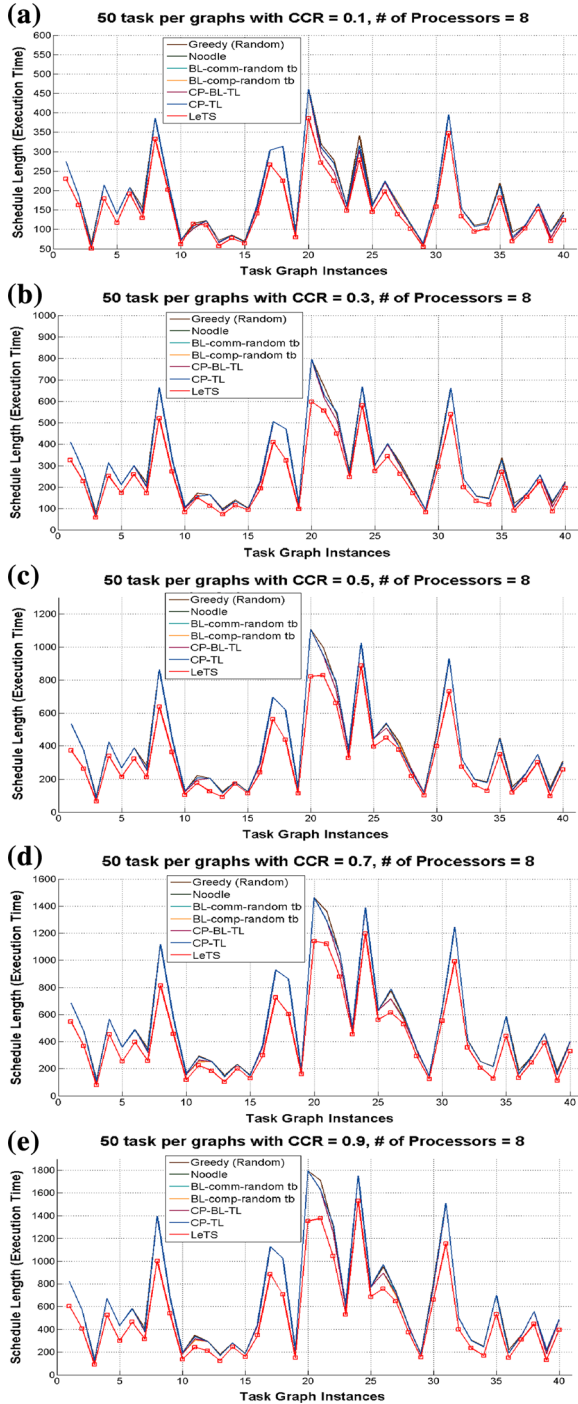 (a)
50 task per graphs with CCR = 0.1, # of Processors = 8
Schedule Length (Execution Time)
600
550
500
450
400
350
300
250
200
150
100
50
Greedy (Random)
Noodle
BL-comm-random tb
BL-comp-random tb
CP-BL-TL
CP-TL
LeTS
0 5 10 15 20 25 30 35 40
Task Graph Instances
(b)
50 task per graphs with CCR = 0.3, # of Processors = 8
Schedule Length (Execution Time)
1000
900
800
700
600
500
400
300
200
100
0
Greedy (Random)
Noodle
BL-comm-random tb
BL-comp-random tb
CP-BL-TL
CP-TL
LeTS
0 5 10 15 20 25 30 35 40
Task Graph Instances
(c)
50 task per graphs with CCR = 0.5, # of Processors = 8
Schedule Length (Execution Time)
1200
1000
800
600
400
200
0
Greedy (Random)
Noodle
BL-comm-random tb
BL-comp-random tb
CP-BL-TL
CP-TL
LeTS
0 5 10 15 20 25 30 35 40
Task Graph Instances
(d)
50 task per graphs with CCR = 0.7, # of Processors = 8
Schedule Length (Execution Time)
1600
1400
1200
1000
800
600
400
200
0
Greedy (Random)
Noodle
BL-comm-random tb
BL-comp-random tb
CP-BL-TL
CP-TL
LeTS
0 5 10 15 20 25 30 35 40
Task Graph Instances
(e)
50 task per graphs with CCR = 0.9, # of Processors = 8
Schedule Length (Execution Time)
1800
1600
1400
1200
1000
800
600
400
200
0
Greedy (Random)
Noodle
BL-comm-random tb
BL-comp-random tb
CP-BL-TL
CP-TL
LeTS
0 5 10 15 20 25 30 35 40
Task Graph Instances